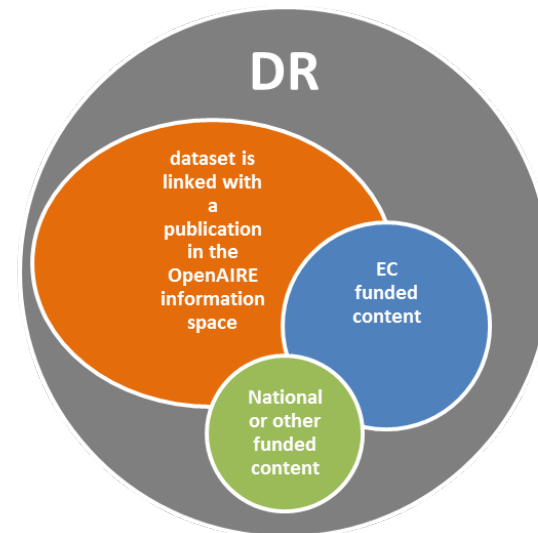 DR
dataset is
linked with
a
publication
in the
OpenAIRE
information
space
EC
funded
content
National
or other
funded
content